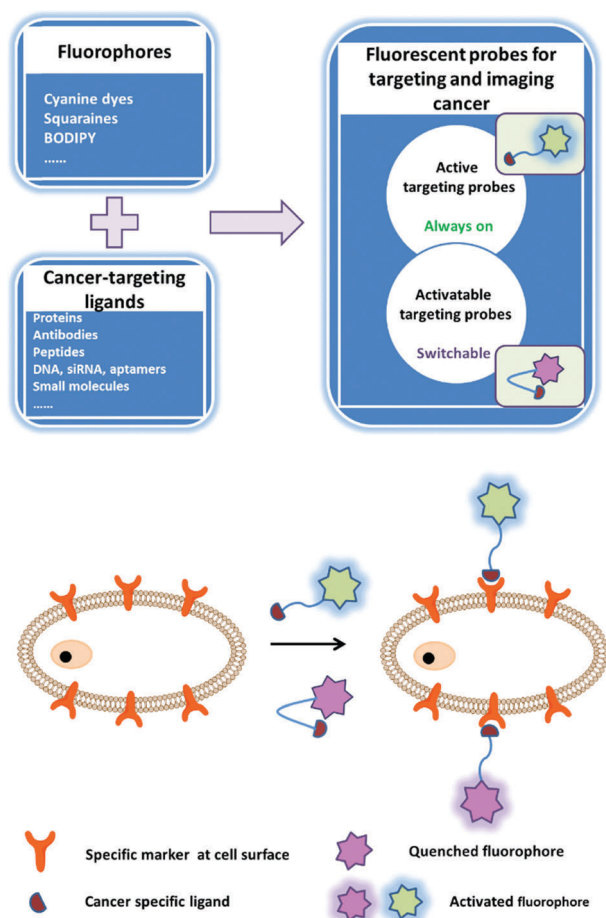 Fluorophores
Cyanine dyes
Squaraines
BODIPY
......
Cancer-targeting
ligands
Proteins
Antibodies
Peptides
DNA, siRNA, aptamers
Small molecules
......
Fluorescent probes for
targeting and imaging
cancer
Active
targeting probes
Always on
Activatable
targeting probes
Switchable
Specific marker at cell surface
Quenched fluorophore
Cancer specific ligand
Activated fluorophore